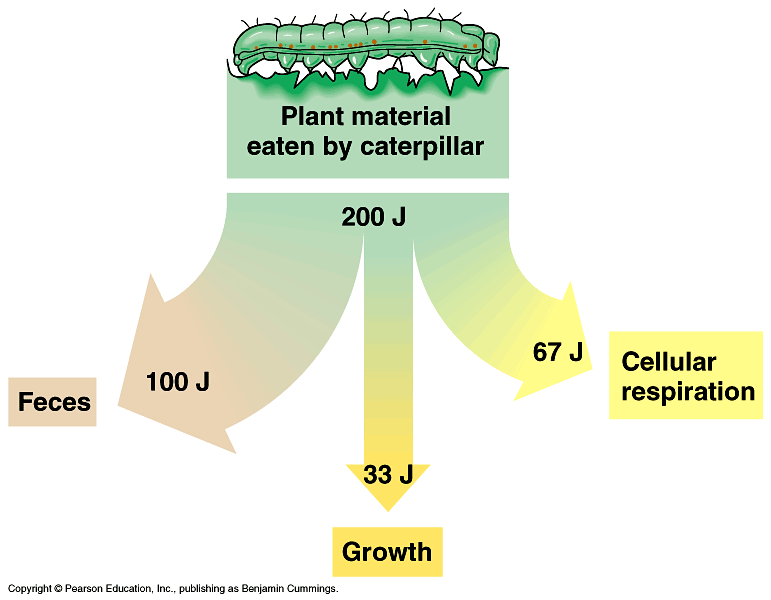 Plant material
eaten by caterpillar
200 J
100 J
67 J
33 J
Feces
Cellular
respiration
Growth
Copyright © Pearson Education, Inc., publishing as Benjamin Cummings.